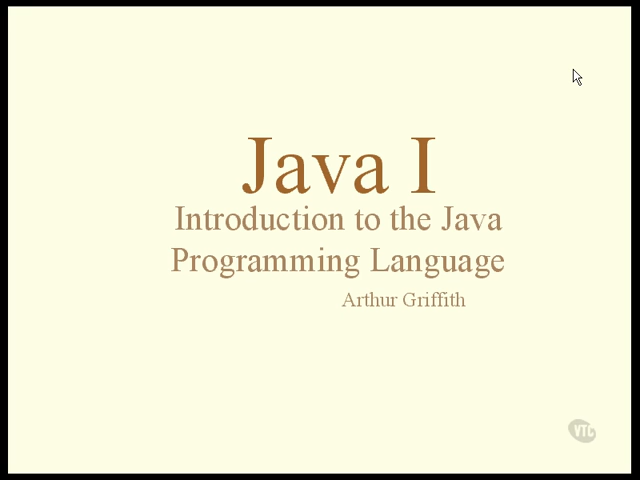 Java I
Introduction to the Java
Programming Language
Arthur Griffith
VTC